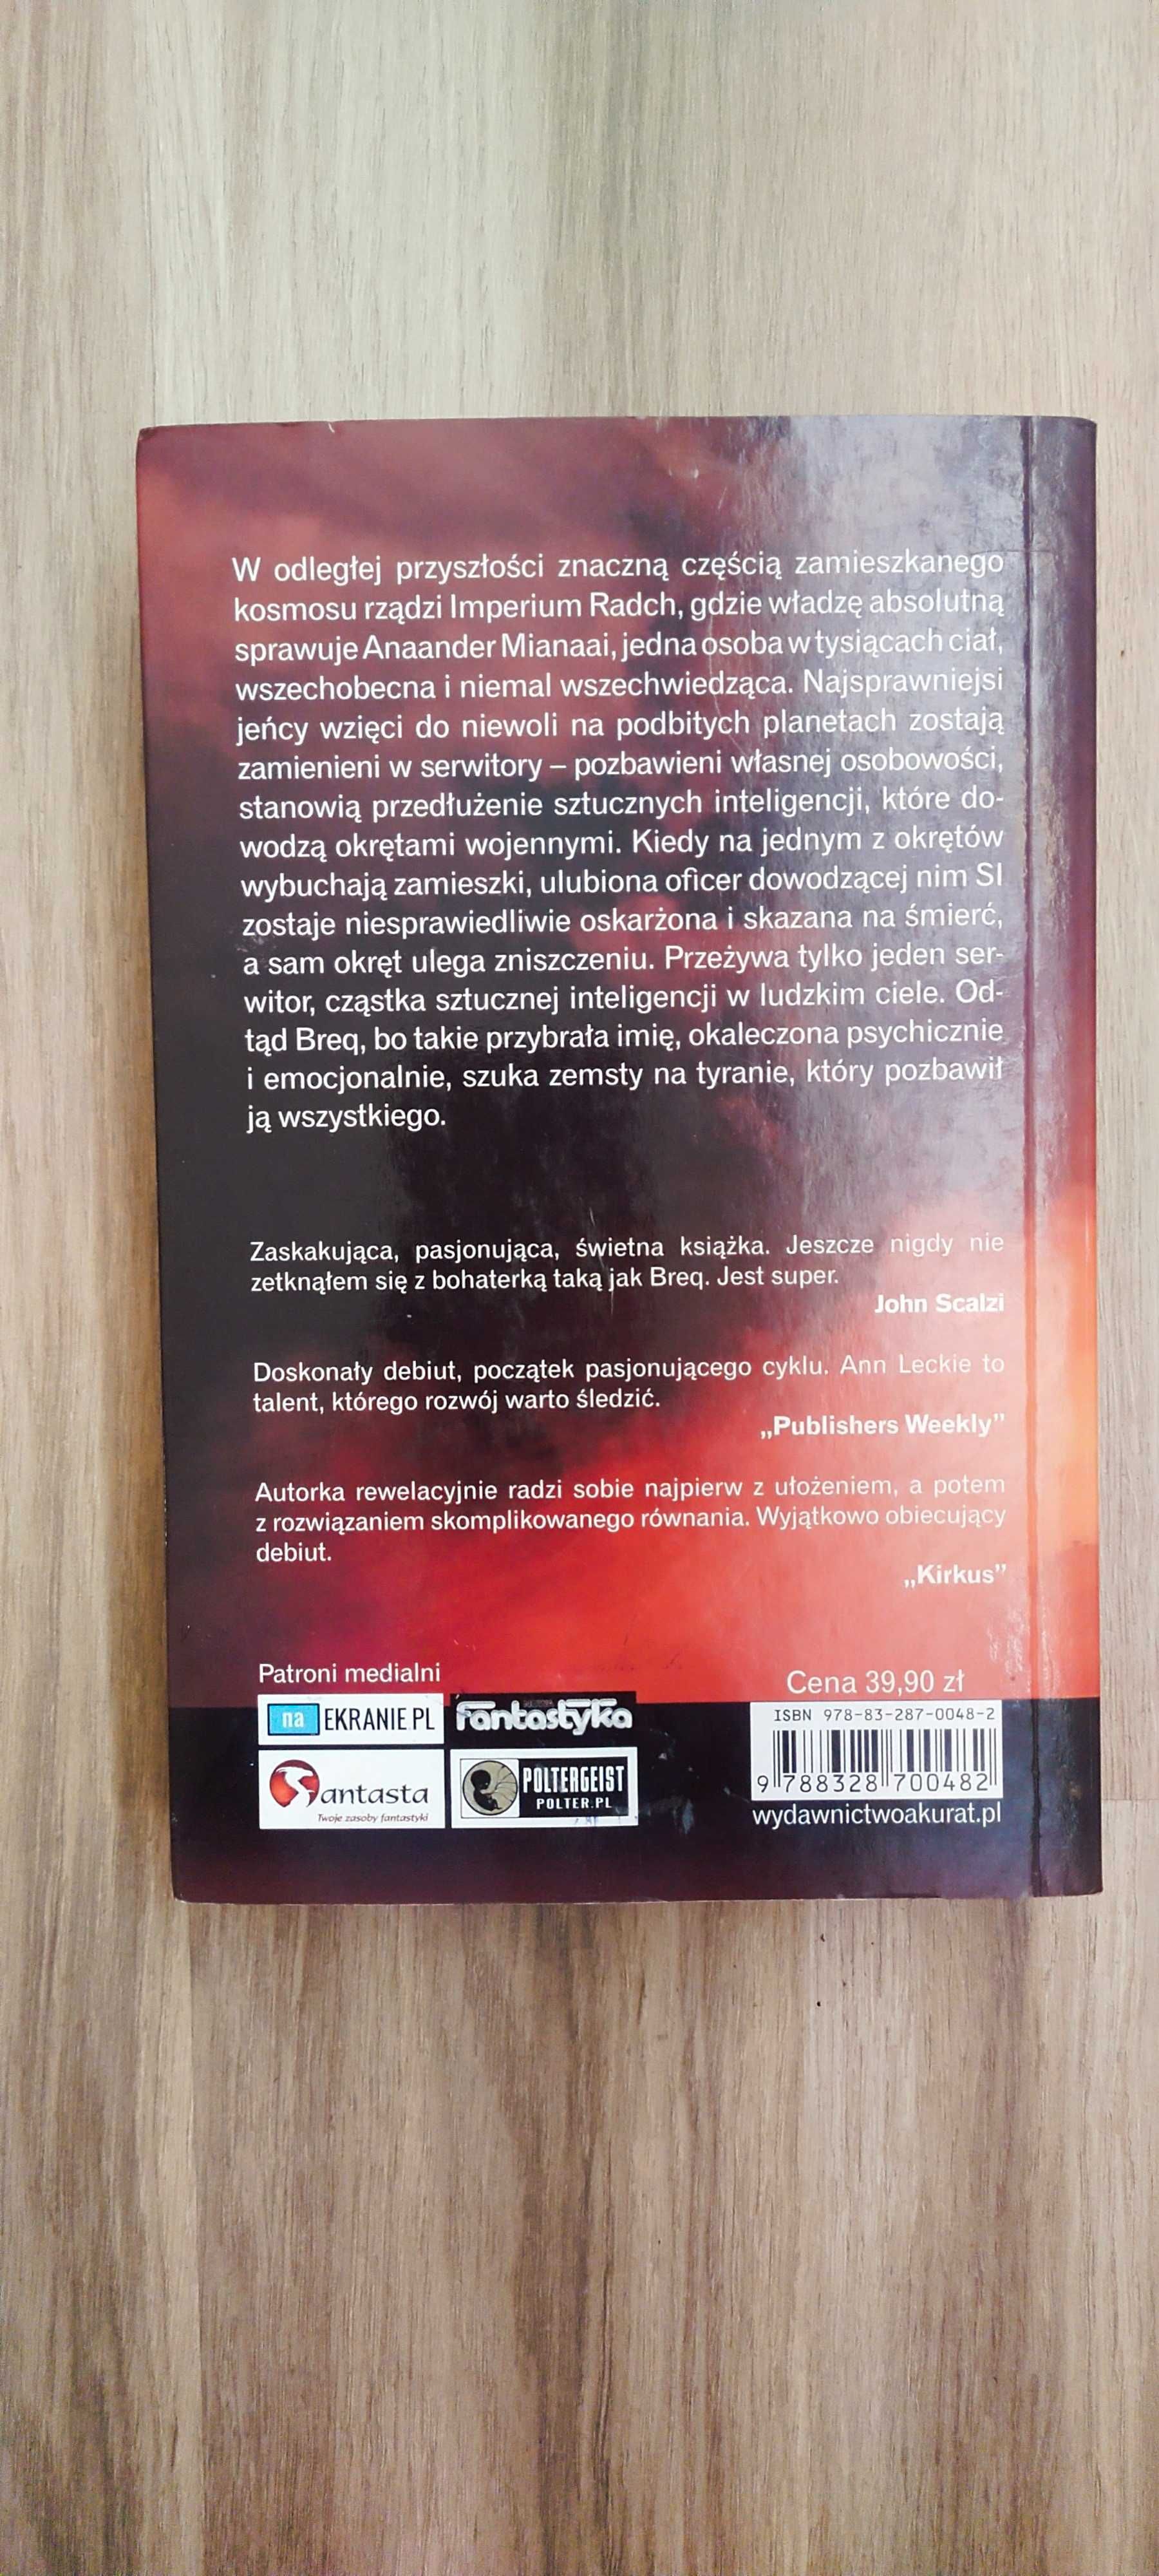 W odległej przyszłości znaczną częścią zamieszkanego
kosmosu rządzi Imperium Radch, gdzie władzę absolutną
sprawuje Anaander Mianaai, jedna osoba w tysiącach ciał,
wszechobecna i niemal wszechwiedząca. Najsprawniejsi
jeńcy wzięci do niewoli na podbitych planetach zostają
zamienieni w serwitory – pozbawieni własnej osobowości,
stanowią przedłużenie sztucznych inteligencji, które do-
wodzą okrętami wojennymi. Kiedy na jednym z okrętów
wybuchają zamieszki, ulubiona oficer dowodzącej nim SI
zostaje niesprawiedliwie oskarżona i skazana na śmierć,
a sam okręt ulega zniszczeniu. Przeżywa tylko jeden ser-
witor, cząstka sztucznej inteligencji w ludzkim ciele. Od-
tąd Breq, bo takie przybrała imię, okaleczona psychicznie
i emocjonalnie, szuka zemsty na tyranie, który pozbawił
ją wszystkiego.
Zaskakująca, pasjonująca, świetna książka. Jeszcze nigdy nie
zetknąłem się z bohaterką taką jak Breq. Jest super.
John Scalzi
Doskonały debiut, początek pasjonującego cyklu. Ann Leckie to
talent, którego rozwój warto śledzić.
„Publishers Weekly”
Autorka rewelacyjnie radzi sobie najpierw z ułożeniem, a potem
z rozwiązaniem skomplikowanego równania. Wyjątkowo obiecujący
debiut.
„Kirkus”
Patroni medialni
na EKRANIE PL
NOWA
fantastyka
Fantasta
Twoje zasoby fantastyki
POLTERGEIST
POLTER.PL
Cena 39,90 zł
ISBN 978-83-287-0048-2
9 788328 700482
wydawnictwoakurat.pl